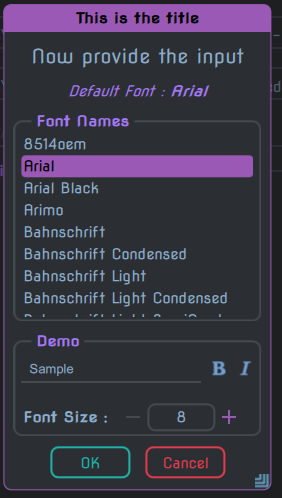 This is the title
Now provide the input
Default Font : Arial
Font Names
8514oem
Arial
Arial Black
Arimo
Bahnschrift
Bahnschrift Condensed
Bahnschrift Light
Bahnschrift Light Condensed
Demo
Sample B I
Font Size : — 8 +
OK Cancel